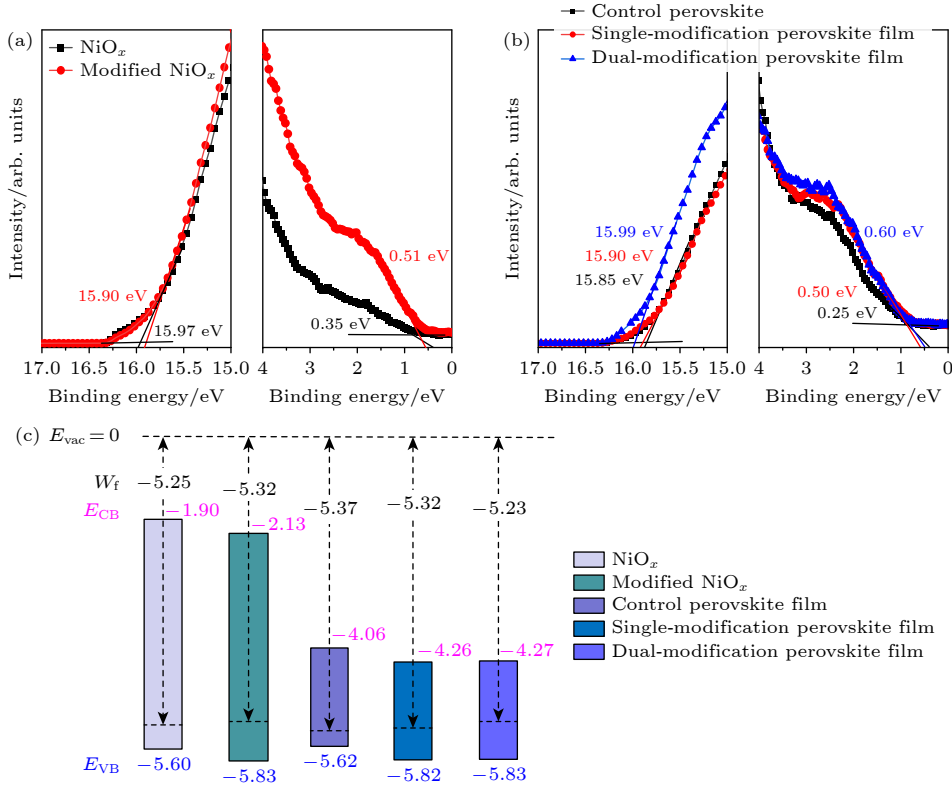 (a)
NiOx
Modified NiOx
15.90 eV
15.97 eV
0.51 eV
0.35 eV
Intensity/arb. units
17.0 16.5 16.0 15.5 15.0
4 3 2 1 0
Binding energy/eV
Binding energy/eV
(b)
Control perovskite
Single-modification perovskite film
Dual-modification perovskite film
15.99 eV
15.90 eV
15.85 eV
0.60 eV
0.50 eV
0.25 eV
Intensity/arb. units
17.0 16.5 16.0 15.5 15.0
4 3 2 1 0
Binding energy/eV
Binding energy/eV
(c) Evac=0
Wf −5.25 −5.32 −5.37 −5.32 −5.23
ECB −1.90 −2.13 −4.06 −4.26 −4.27
EVB −5.60 −5.83 −5.62 −5.82 −5.83
NiOx
Modified NiOx
Control perovskite film
Single-modification perovskite film
Dual-modification perovskite film